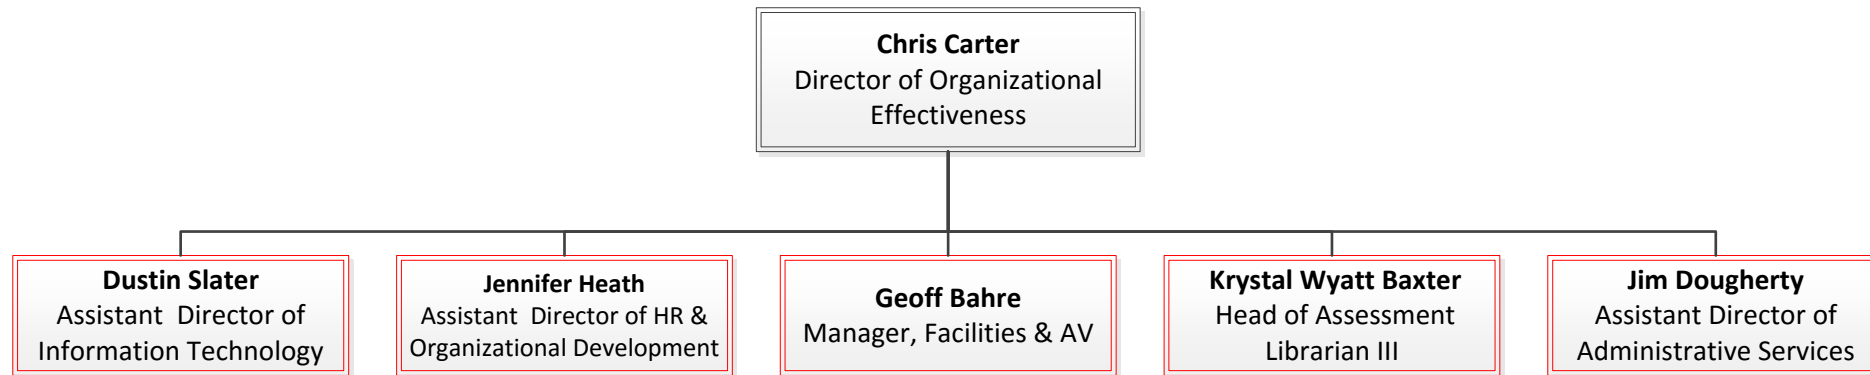 Chris Carter
Director of Organizational
Effectiveness
Dustin Slater
Assistant  Director of
Information Technology
Jennifer Heath
Assistant  Director of HR &
Organizational Development
Geoff Bahre
Manager, Facilities & AV
Krystal Wyatt Baxter
Head of Assessment
Librarian III
Jim Dougherty
Assistant Director of
Administrative Services